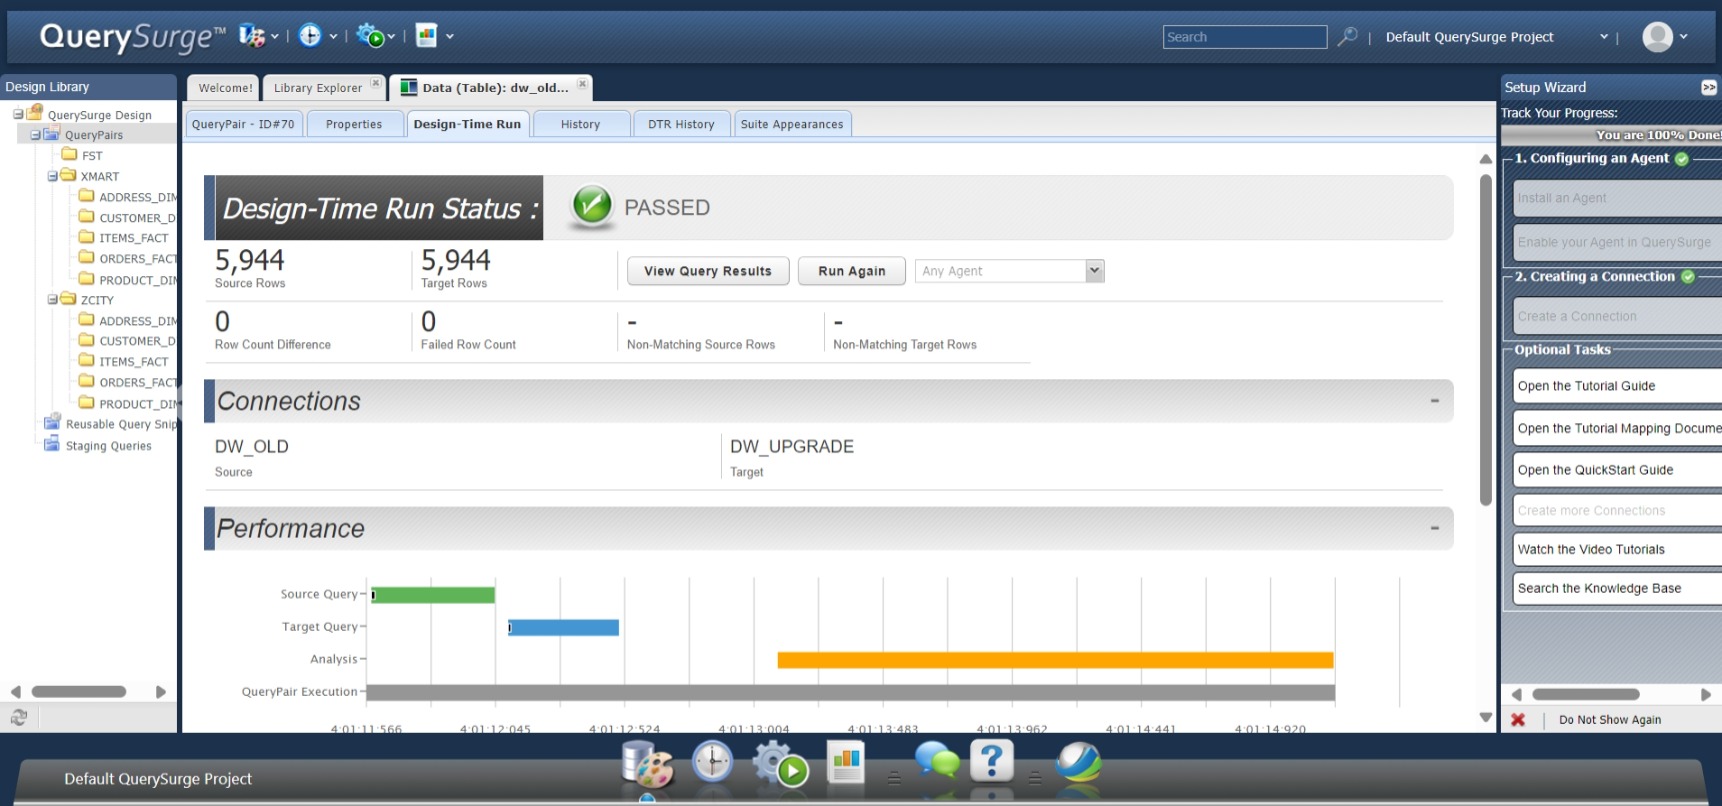 QuerySurge™
Search
Default QuerySurge Project
Design Library
QuerySurge Design
QueryPairs
FST
XMART
ADDRESS_DIM
CUSTOMER_D
ITEMS_FACT
ORDERS_FACT
PRODUCT_DIM
ZCITY
ADDRESS_DIM
CUSTOMER_D
ITEMS_FACT
ORDERS_FACT
PRODUCT_DIM
Reusable Query Snip
Staging Queries
Welcome!
Library Explorer
Data (Table): dw_old...
QueryPair - ID#70
Properties
Design-Time Run
History
DTR History
Suite Appearances
Design-Time Run Status :
PASSED
5,944
Source Rows
5,944
Target Rows
View Query Results
Run Again
Any Agent
0
Row Count Difference
0
Failed Row Count
-
Non-Matching Source Rows
-
Non-Matching Target Rows
Connections
-
DW_OLD
Source
DW_UPGRADE
Target
Performance
-
Source Query
Target Query
Analysis
QueryPair Execution
4:01:11:566
4:01:12:045
4:01:12:524
4:01:13:004
4:01:13:483
4:01:13:962
4:01:14:441
4:01:14:920
Setup Wizard
>>
Track Your Progress:
You are 100% Done!
1. Configuring an Agent
Install an Agent
Enable your Agent in QuerySurge
2. Creating a Connection
Create a Connection
Optional Tasks
Open the Tutorial Guide
Open the Tutorial Mapping Docume
Open the QuickStart Guide
Create more Connections
Watch the Video Tutorials
Search the Knowledge Base
Do Not Show Again
Default QuerySurge Project